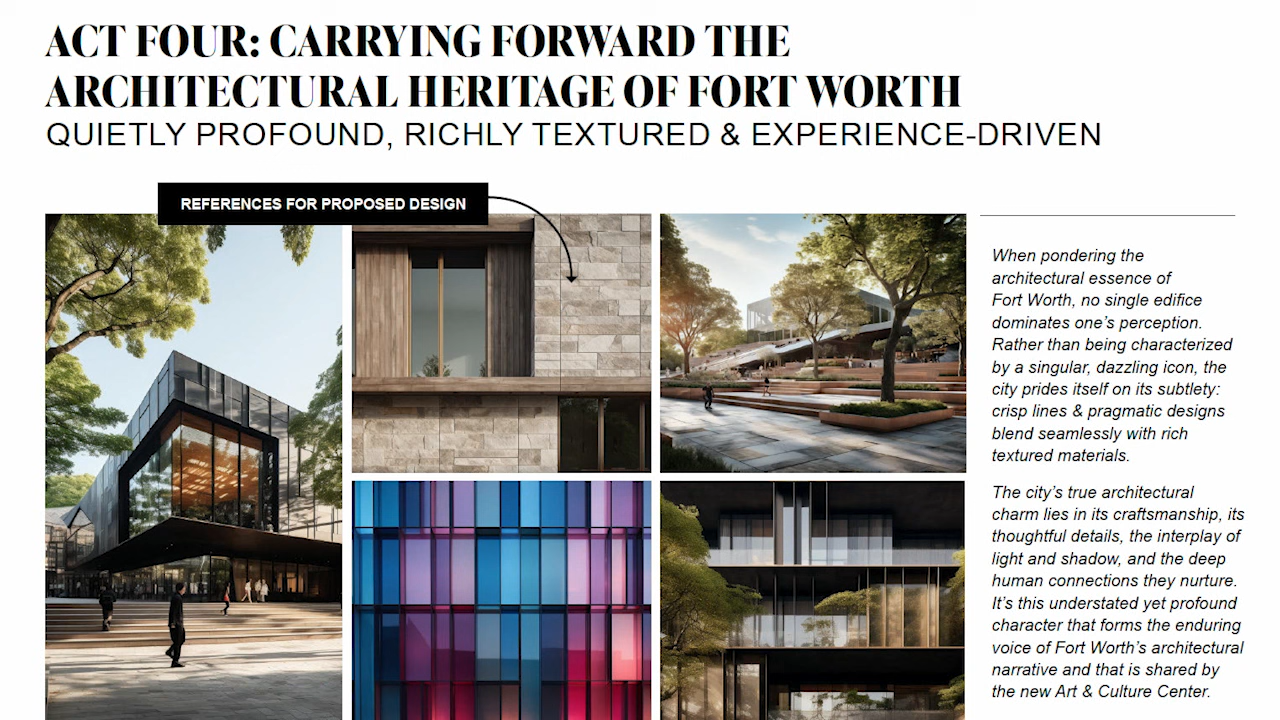 ACT FOUR: CARRYING FORWARD THE
ARCHITECTURAL HERITAGE OF FORT WORTH
QUIETLY PROFOUND, RICHLY TEXTURED & EXPERIENCE-DRIVEN
REFERENCES FOR PROPOSED DESIGN
When pondering the
architectural essence of
Fort Worth, no single edifice
dominates one's perception.
Rather than being characterized
by a singular, dazzling icon, the
city prides itself on its subtlety:
crisp lines & pragmatic designs
blend seamlessly with rich
textured materials.
The city's true architectural
charm lies in its craftsmanship, its
thoughtful details, the interplay of
light and shadow, and the deep
human connections they nurture.
It's this understated yet profound
character that forms the enduring
voice of Fort Worth's architectural
narrative and that is shared by
the new Art & Culture Center.